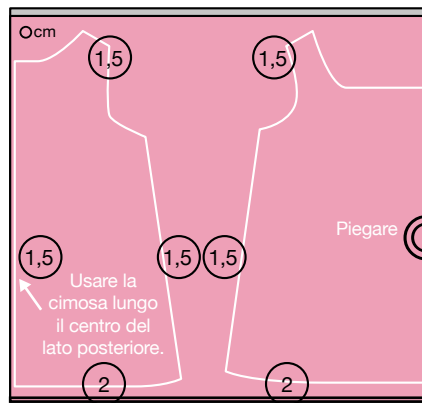 cm
1,5
1,5
Piegare
1,5
1,5
1,5
Usare la
cimosa lungo
il centro del
lato posteriore.
2
2